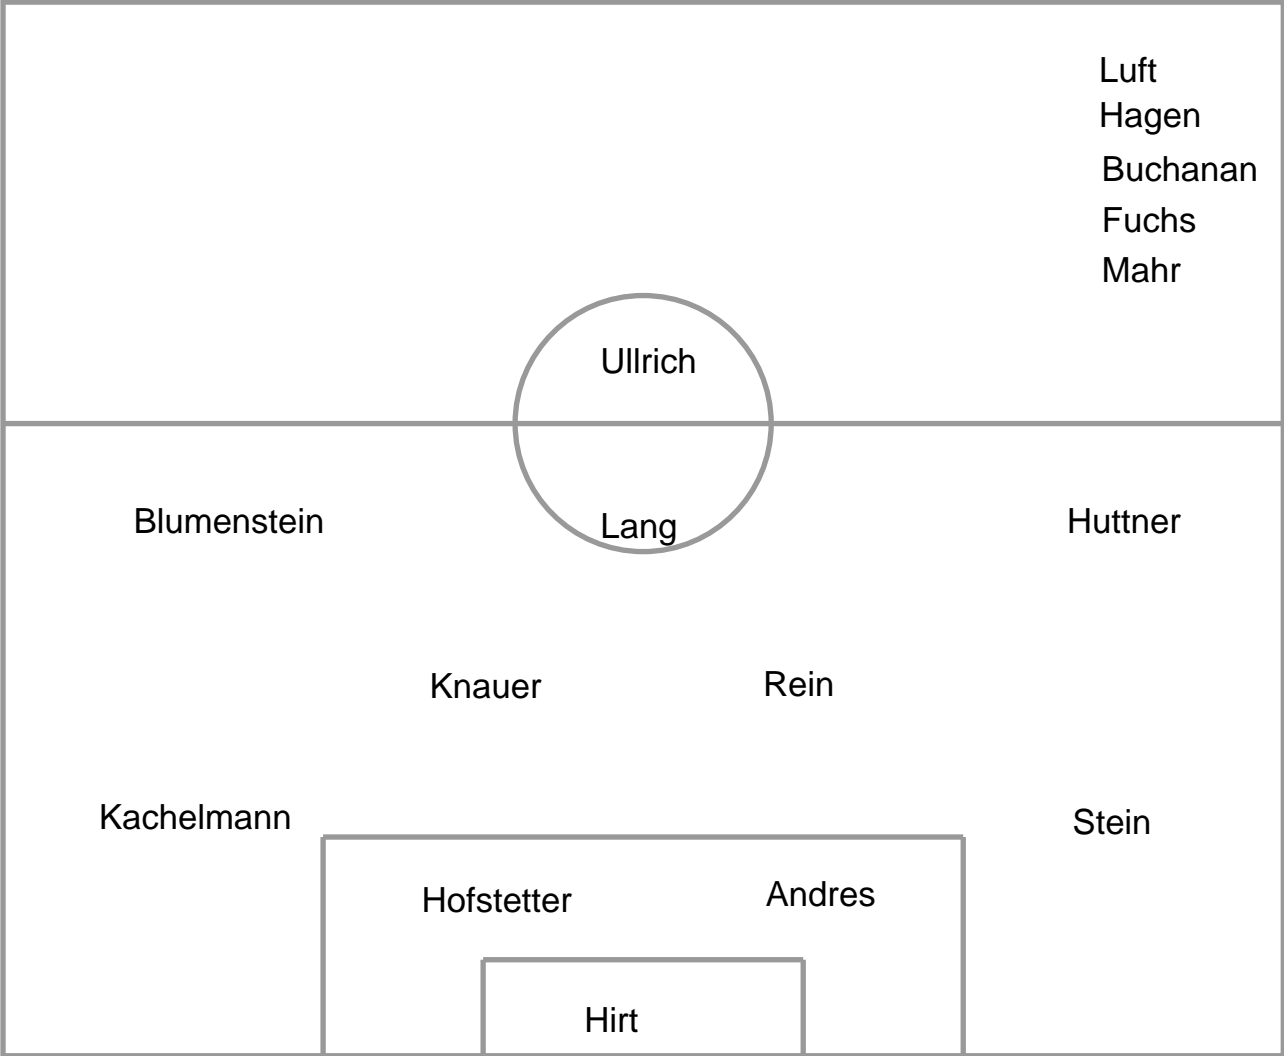 Luft
Hagen
Buchanan
Fuchs
Mahr
Ullrich
Blumenstein
Lang
Huttner
Knauer
Rein
Kachelmann
Stein
Hofstetter
Andres
Hirt